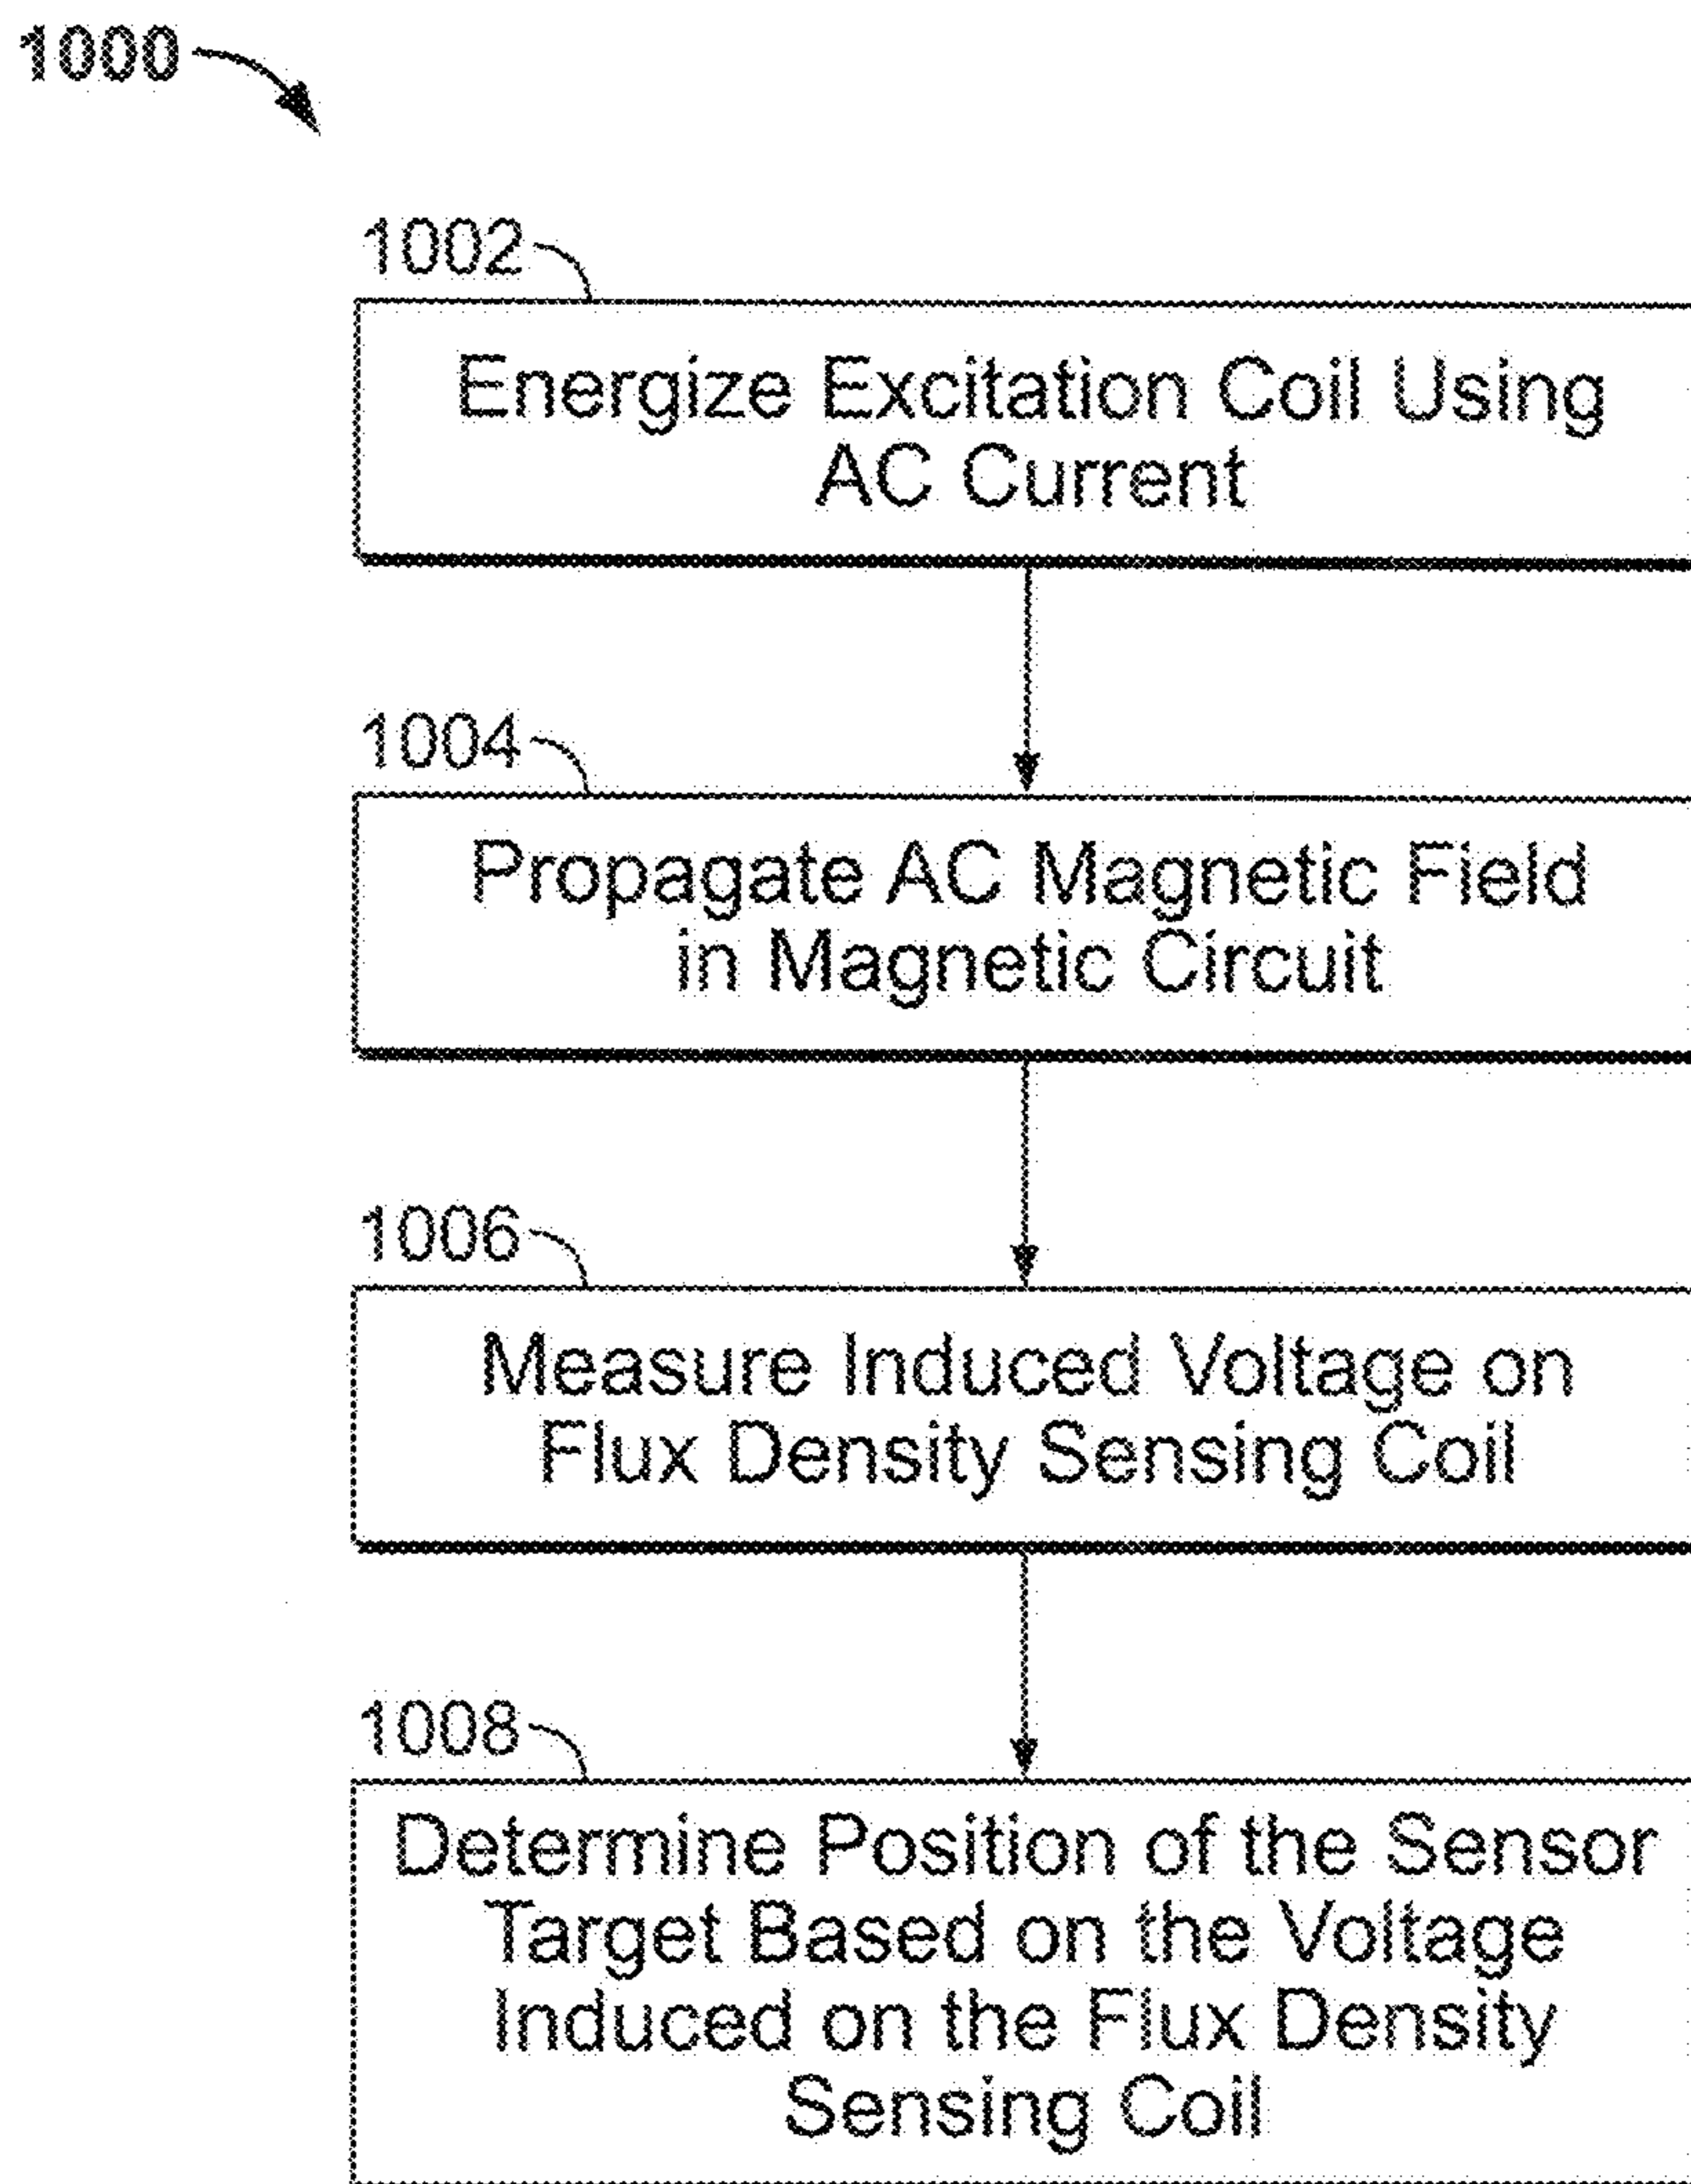 1000
1002
Energize Excitation Coil Using
AC Current
1004
Propagate AC Magnetic Field
in Magnetic Circuit
1006
Measure Induced Voltage on
Flux Density Sensing Coil
1008
Determine Position of the Sensor
Target Based on the Voltage
Induced on the Flux Density
Sensing Coil